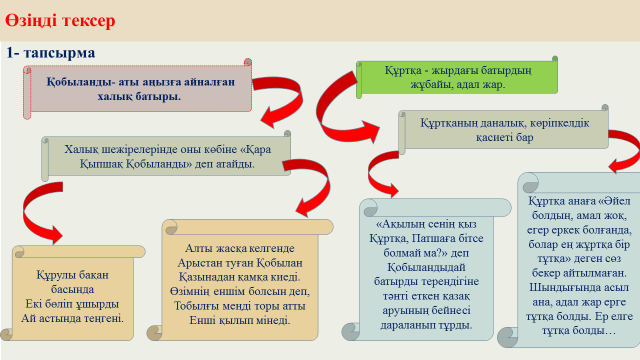 Өзіңді тексер
1- тапсырма
Қобыланды- аты аңызға айналған
халық батыры.
Халық шежірелерінде оны көбіне «Қара
Қыпшақ Қобыланды» деп атайды.
Құрулы бақан
басында
Екі бөліп ұшырды
Ай астында теңгені.
Алты жасқа келгенде
Арыстан туған Қобылан
Қазынадан камқа киеді.
Өзімнің еншім болсын деп,
Тобылғы меңді торы атты
Енші қылып мінеді.
Құртқа - жырдағы батырдың
жұбайы, адал жар.
Құртқаның даналық, көріпкелдік
қасиеті бар
«Ақылың сенің қыз
Құртқа, Патшаға бітсе
болмай ма?» деп
Қобыландыдай
батырды тереңдігіне
тәнті еткен қазақ
аруының бейнесі
дараланып тұрды.
Құртқа анаға «Әйел
болдың, амал жоқ,
егер еркек болғанда,
болар ең жұртқа бір
тұтқа» деген сөз
бекер айтылмаған.
Шындығында асыл
ана, адал жар ерге
тұтқа болды. Ер елге
тұтқа болды…